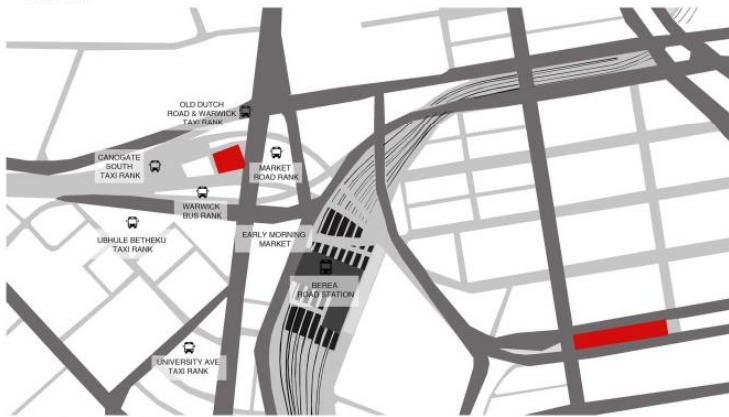 OLD DUTCH
ROAD & WARWICK
TAXI RANK
CANOGATE
SOUTH
TAXI RANK
MARKET
ROAD RANK
WARWICK
BUS RANK
UBHULE BETHEKU
TAXI RANK
EARLY MORNING
MARKET
BEREA
ROAD STATION
UNIVERSITY AVE
TAXI RANK